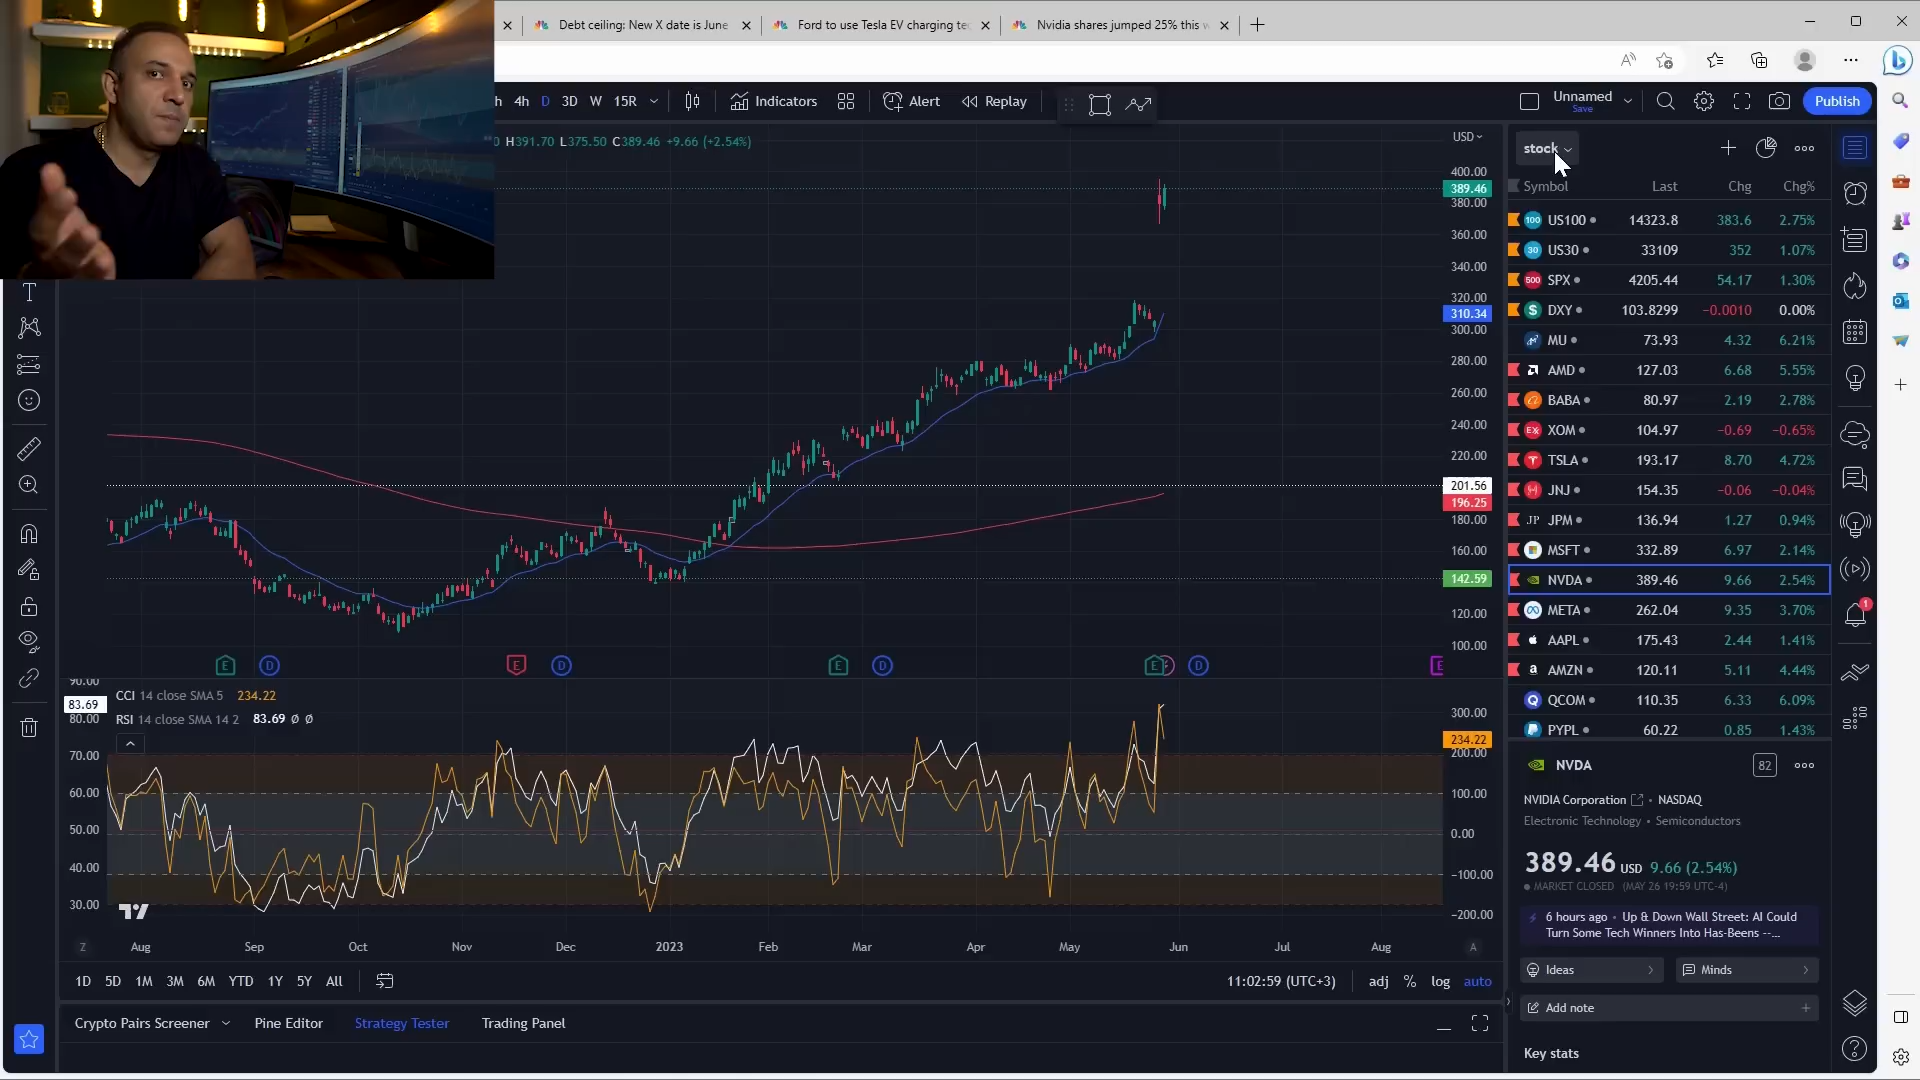 Debt ceiling: New X date is June
Ford to use Tesla EV charging te
Nvidia shares jumped 25% this w
h 4h D 3D W 15R
Indicators
Alert
Replay
Unnamed
Save
Publish
0 H391.70 L375.50 C389.46 +9.66 (+2.54%)
USD
400.00
389.46
380.00
360.00
340.00
320.00
310.34
300.00
280.00
260.00
240.00
220.00
201.56
196.25
180.00
160.00
142.59
120.00
100.00
E D E D E D E D E
stock
Symbol Last Chg Chg%
100 US100 14323.8 383.6 2.75%
30 US30 33109 352 1.07%
500 SPX 4205.44 54.17 1.30%
$ DXY 103.8299 −0.0010 0.00%
MU 73.93 4.32 6.21%
AMD 127.03 6.68 5.55%
BABA 80.97 2.19 2.78%
XOM 104.97 −0.69 −0.65%
TSLA 193.17 8.70 4.72%
JNJ 154.35 −0.06 −0.04%
JP JPM 136.94 1.27 0.94%
MSFT 332.89 6.97 2.14%
NVDA 389.46 9.66 2.54%
META 262.04 9.35 3.70%
AAPL 175.43 2.44 1.41%
a AMZN 120.11 5.11 4.44%
QCOM 110.35 6.33 6.09%
PYPL 60.22 0.85 1.43%
90.00
83.69
80.00
70.00
60.00
50.00
40.00
30.00
CCI 14 close SMA 5 234.22
RSI 14 close SMA 14 2 83.69 Ø Ø
300.00
234.22
200.00
100.00
0.00
−100.00
−200.00
Z Aug Sep Oct Nov Dec 2023 Feb Mar Apr May Jun Jul Aug A
1D 5D 1M 3M 6M YTD 1Y 5Y All
11:02:59 (UTC+3) adj % log auto
Crypto Pairs Screener Pine Editor Strategy Tester Trading Panel
NVDA
82
NVIDIA Corporation • NASDAQ
Electronic Technology • Semiconductors
389.46 USD 9.66 (2.54%)
MARKET CLOSED (MAY 26 19:59 UTC-4)
6 hours ago • Up & Down Wall Street: AI Could
Turn Some Tech Winners Into Has-Beens --...
Ideas
Minds
Add note
Key stats
1